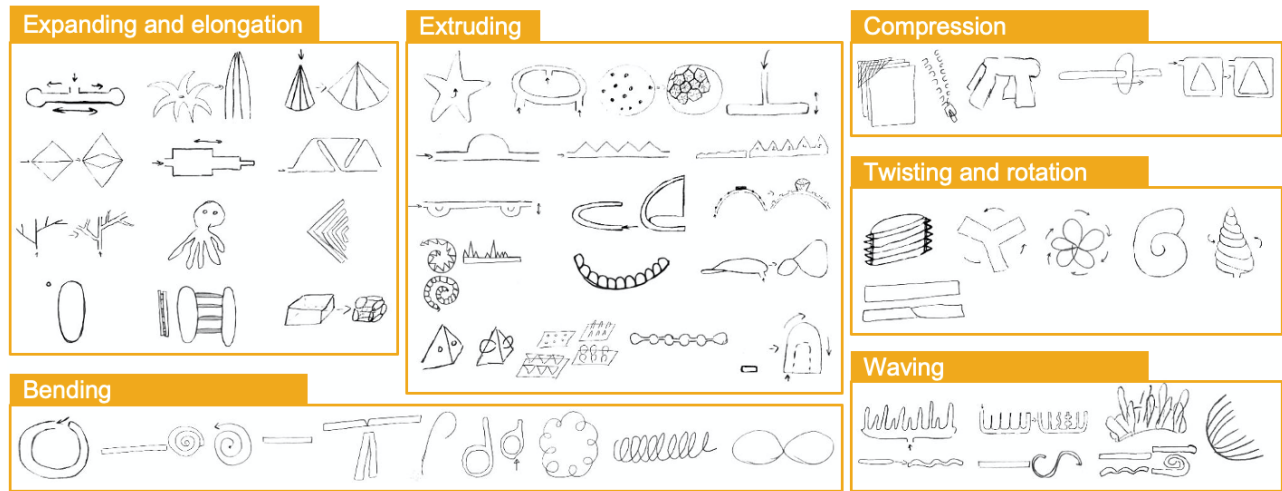 Expanding and elongation
Extruding
Compression
Twisting and rotation
Bending
Waving